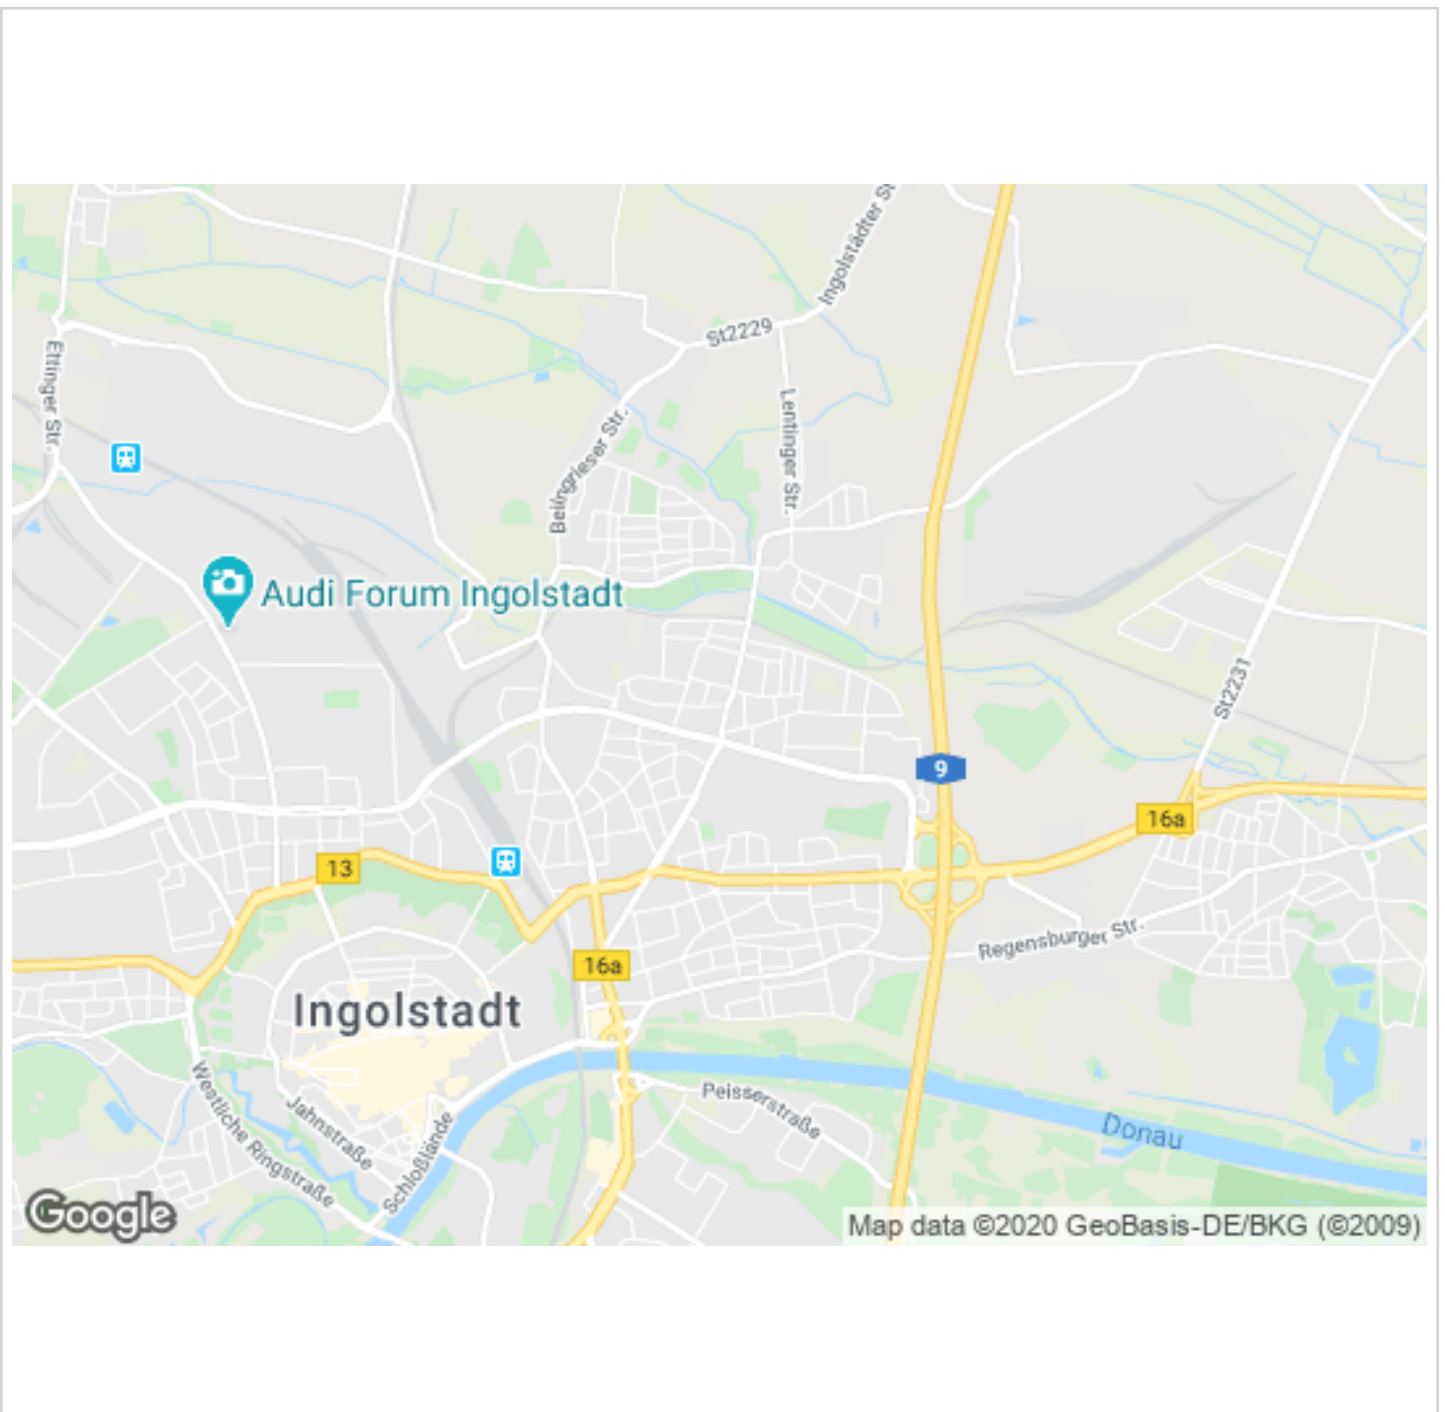 Ingolstädter St
St2229
Ettinger Str.
Lentinger Str.
Beilngrieser Str.
Audi Forum Ingolstadt
St2231
9
16a
13
Regensburger Str.
16a
Ingolstadt
Westliche Ringstraße
Jahnstraße
Schloßlände
Peisserstraße
Donau
Google
Map data ©2020 GeoBasis-DE/BKG (©2009)